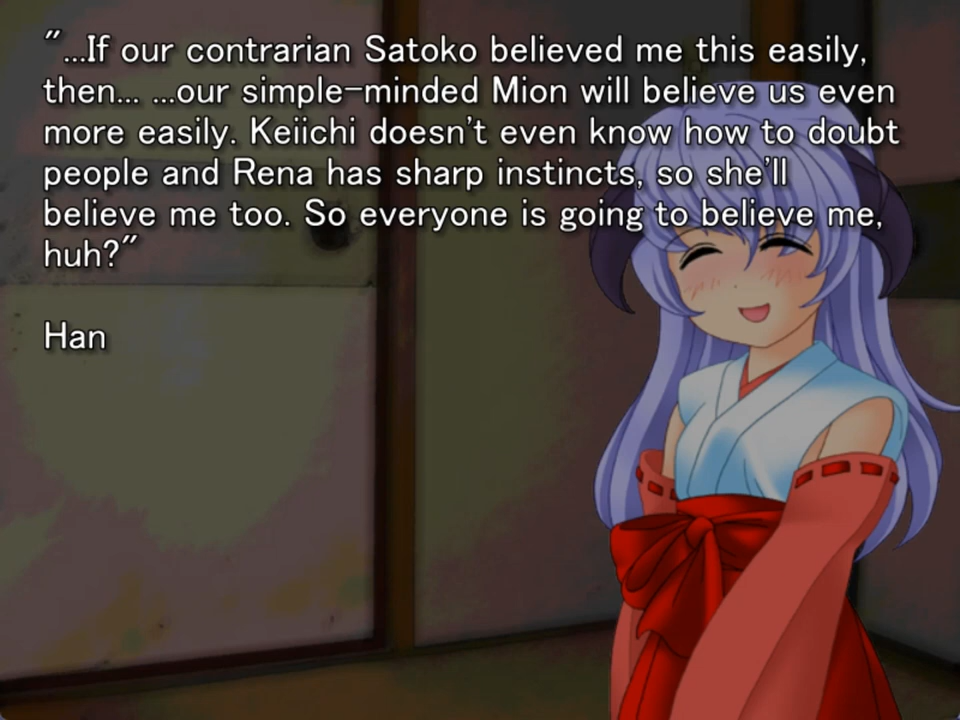 "...If our contrarian Satoko believed me this easily,
then... ...our simple-minded Mion will believe us even
more easily. Keiichi doesn't even know how to doubt
people and Rena has sharp instincts, so she'll
believe me too. So everyone is going to believe me,
huh?"
Han